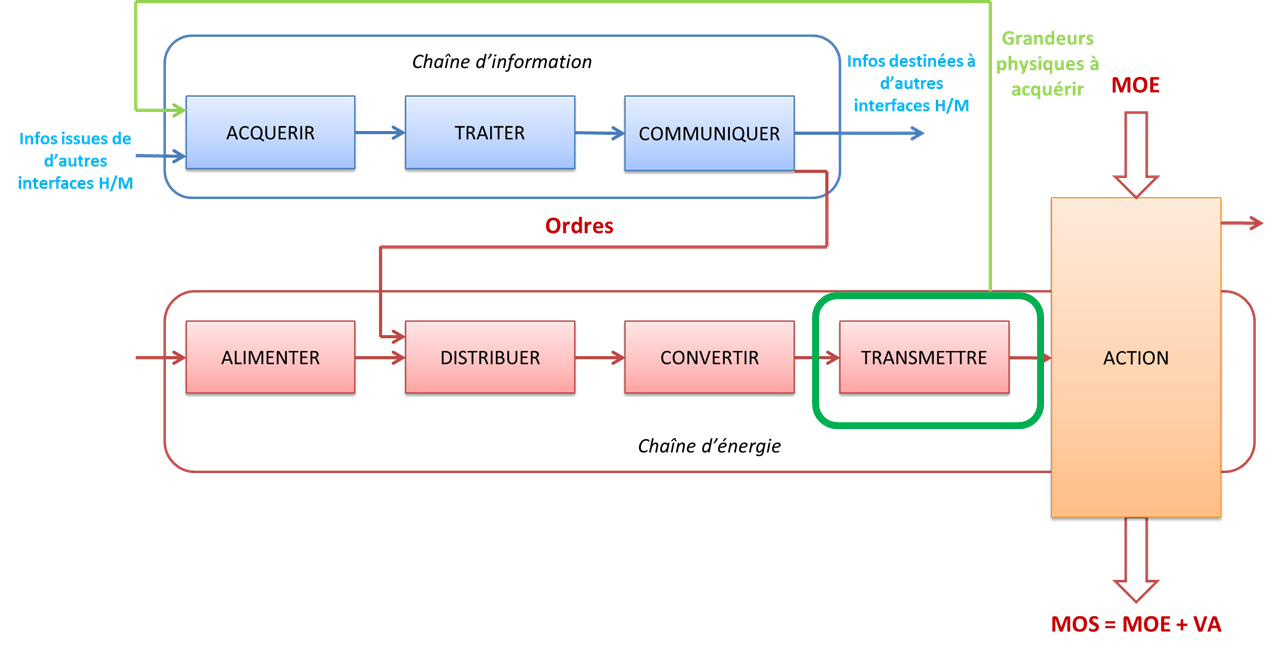 Chaîne d'information
Grandeurs
physiques à
acquérir
Infos destinées à
d'autres
interfaces H/M
MOE
ACQUERIR
TRAITER
COMMUNIQUER
Infos issues de
d'autres
interfaces H/M
Ordres
ALIMENTER
DISTRIBUER
CONVERTIR
TRANSMETTRE
ACTION
Chaîne d'énergie
MOS = MOE + VA